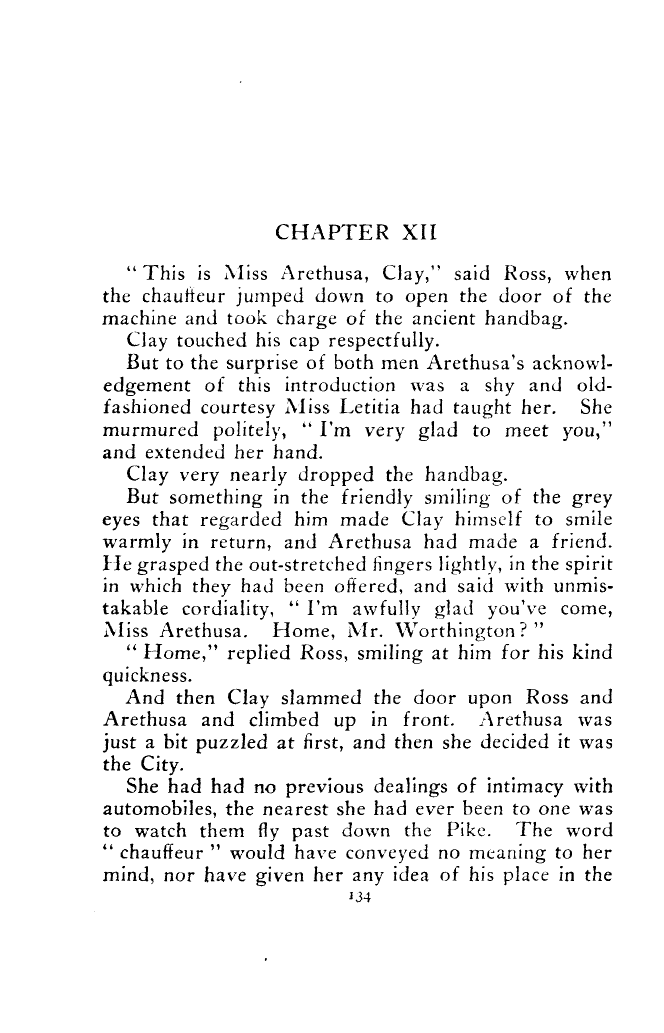 CHAPTER XII
" This is Miss Arethusa, Clay," said Ross, when
the chauffeur jumped down to open the door of the
machine and took charge of the ancient handbag.
Clay touched his cap respectfully.
But to the surprise of both men Arethusa's acknowl-
edgement of this introduction was a shy and old-
fashioned courtesy Miss Letitia had taught her. She
murmured politely, " I'm very glad to meet you,"
and extended her hand.
Clay very nearly dropped the handbag.
But something in the friendly smiling of the grey
eyes that regarded him made Clay himself to smile
warmly in return, and Arethusa had made a friend.
He grasped the out-stretched fingers lightly, in the spirit
in which they had been offered, and said with unmis-
takable cordiality, " I'm awfully glad you've come,
Miss Arethusa. Home, Mr. Worthington? "
" Home," replied Ross, smiling at him for his kind
quickness.
And then Clay slammed the door upon Ross and
Arethusa and climbed up in front. Arethusa was
just a bit puzzled at first, and then she decided it was
the City.
She had had no previous dealings of intimacy with
automobiles, the nearest she had ever been to one was
to watch them fly past down the Pike. The word
" chauffeur " would have conveyed no meaning to her
mind, nor have given her any idea of his place in the
134